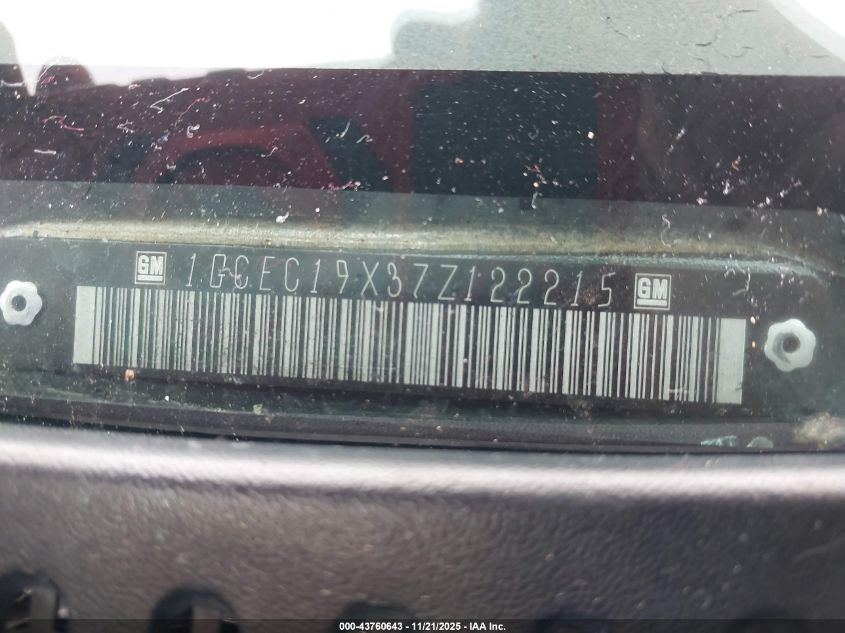 GM 1GCEC19X37Z122215 GM
000-43760643 - 11/21/2025 - IAA Inc.